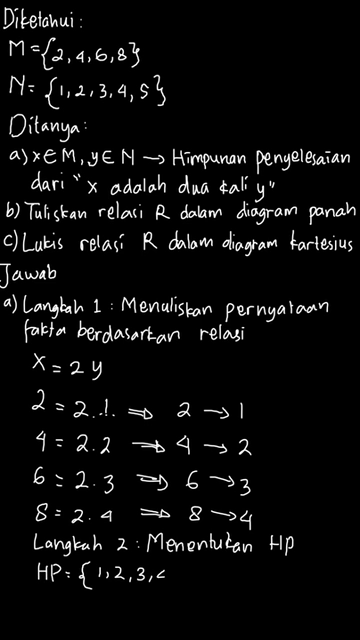 Diketahui:
M = {2, 4, 6, 8}
N = {1, 2, 3, 4, 5}
Ditanya:
a) x ∈ M, y ∈ N → Himpunan penyelesaian
dari "x adalah dua kali y"
b) Tuliskan relasi R dalam diagram panah
c) Lukis relasi R dalam diagram kartesius
Jawab
a) Langkah 1 : Menuliskan pernyataan
fakta berdasarkan relasi
x = 2 y
2 = 2.1 ⇒ 2 → 1
4 = 2.2 ⇒ 4 → 2
6 = 2.3 ⇒ 6 → 3
8 = 2.4 ⇒ 8 → 4
Langkah 2 : Menentukan Hp
HP = { 1, 2, 3,